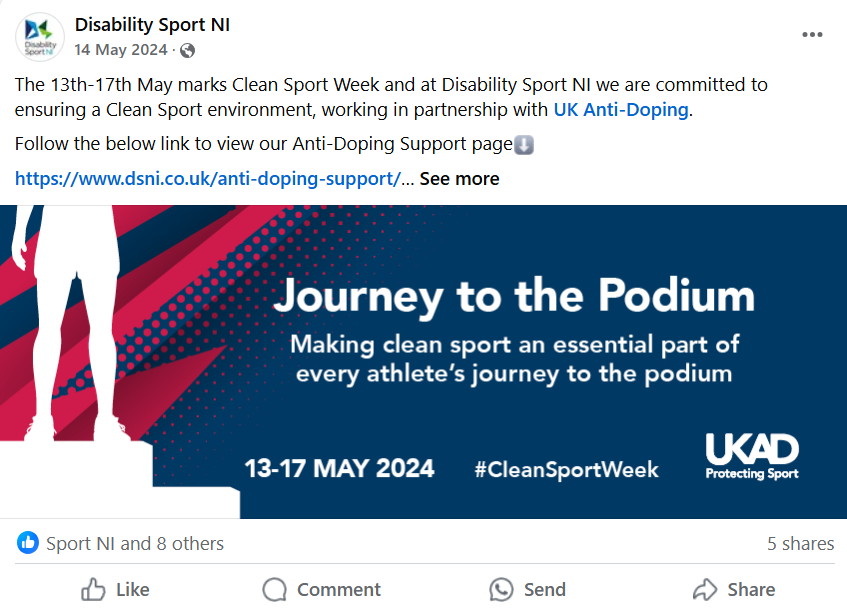 Disability Sport NI
14 May 2024 ·
Disability
Sport NI
The 13th-17th May marks Clean Sport Week and at Disability Sport NI we are committed to
ensuring a Clean Sport environment, working in partnership with UK Anti-Doping.
Follow the below link to view our Anti-Doping Support page⬇️
https://www.dsni.co.uk/anti-doping-support/... See more
Journey to the Podium
Making clean sport an essential part of
every athlete's journey to the podium
13-17 MAY 2024 #CleanSportWeek
UKAD
Protecting Sport
Sport NI and 8 others 5 shares
Like Comment Send Share